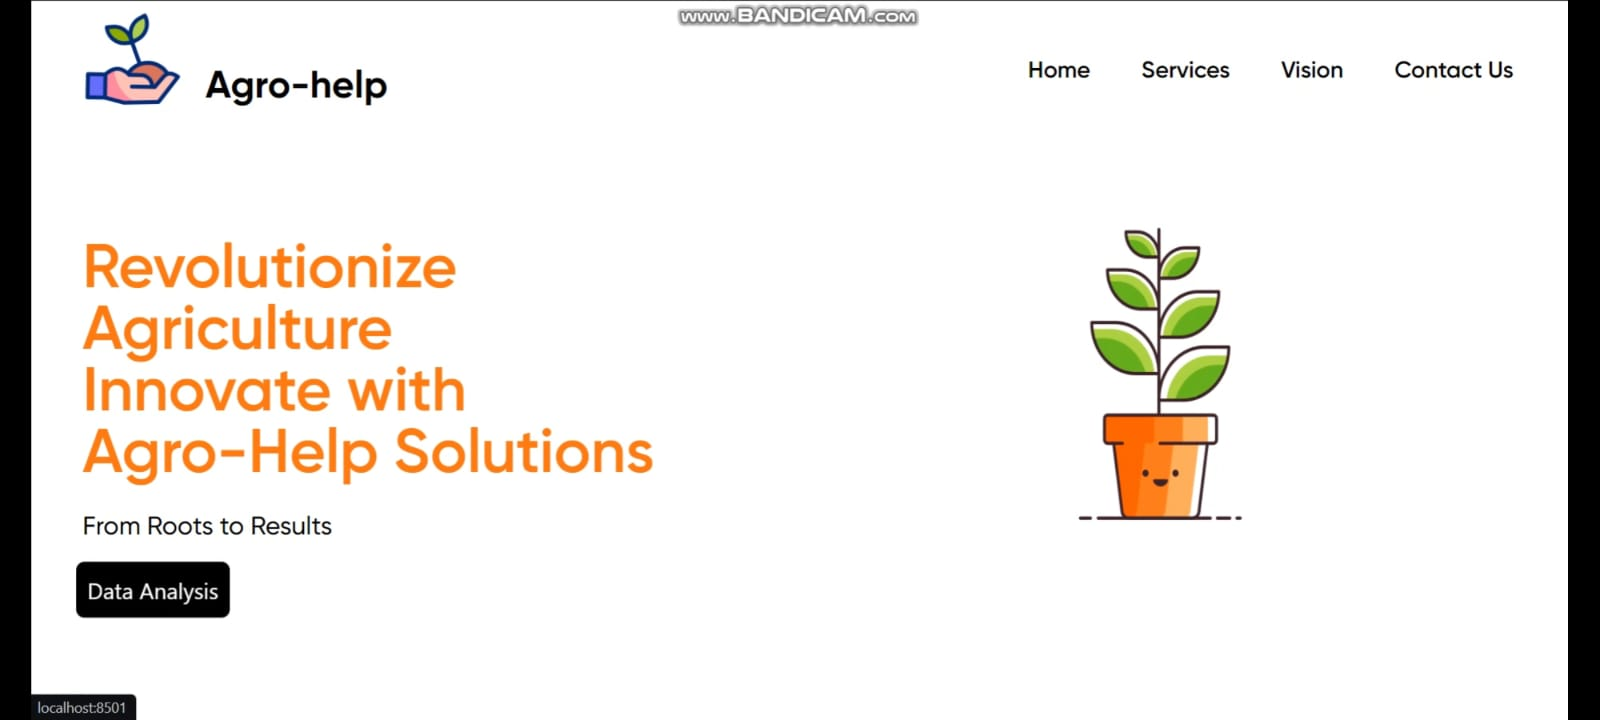 www.BANDICAM.com
Agro-help
Home Services Vision Contact Us
Revolutionize
Agriculture
Innovate with
Agro-Help Solutions
From Roots to Results
Data Analysis
localhost:8501